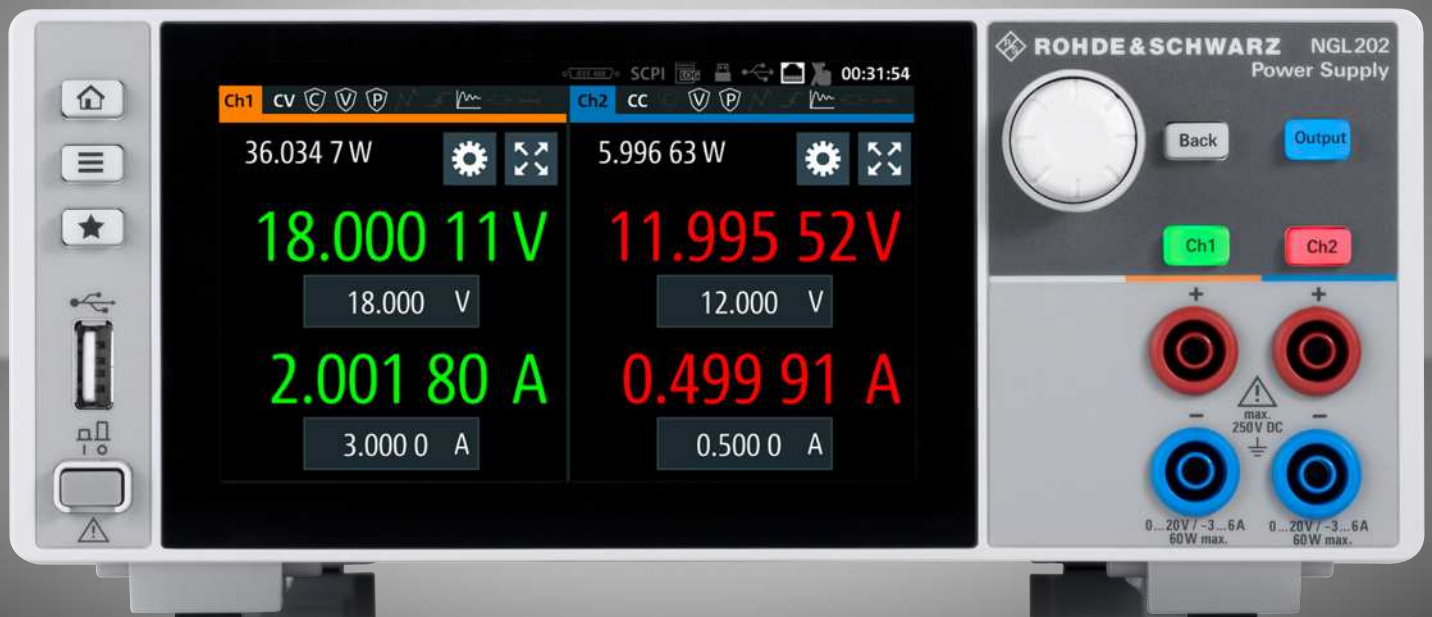 ROHDE&SCHWARZ NGL202
Power Supply
SCPI LOG 00:31:54
Ch1 CV C V P
Ch2 CC V P
36.034 7 W
5.996 63 W
18.000 11 V
11.995 52 V
18.000 V
12.000 V
2.001 80 A
0.499 91 A
3.000 0 A
0.500 0 A
Back
Output
Ch1
Ch2
+ +
max.
250V DC
- -
I O
0...20V / -3...6A
60W max.
0...20V / -3...6A
60W max.